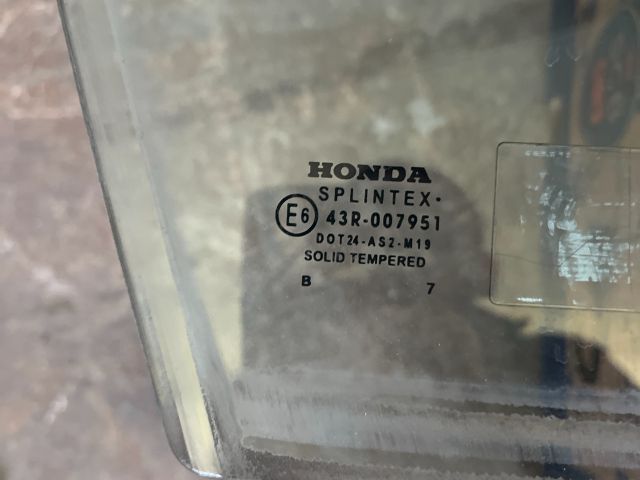 HONDA
SPLINTEX·
E6 43R-007951
DOT24-AS2-M19
SOLID TEMPERED
B 7